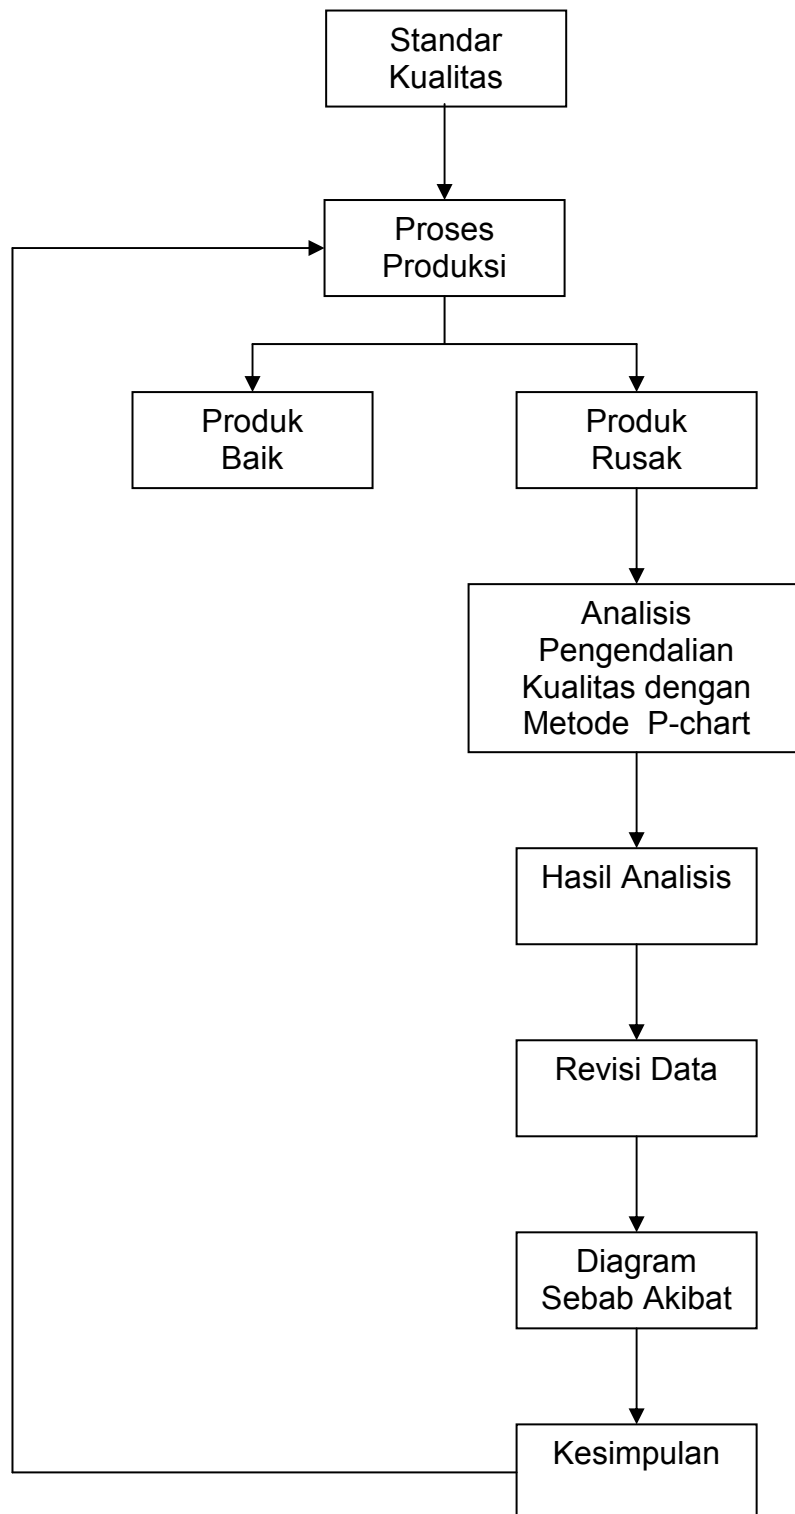 Standar
Kualitas
Proses
Produksi
Produk
Baik
Produk
Rusak
Analisis
Pengendalian
Kualitas dengan
Metode P-chart
Hasil Analisis
Revisi Data
Diagram
Sebab Akibat
Kesimpulan